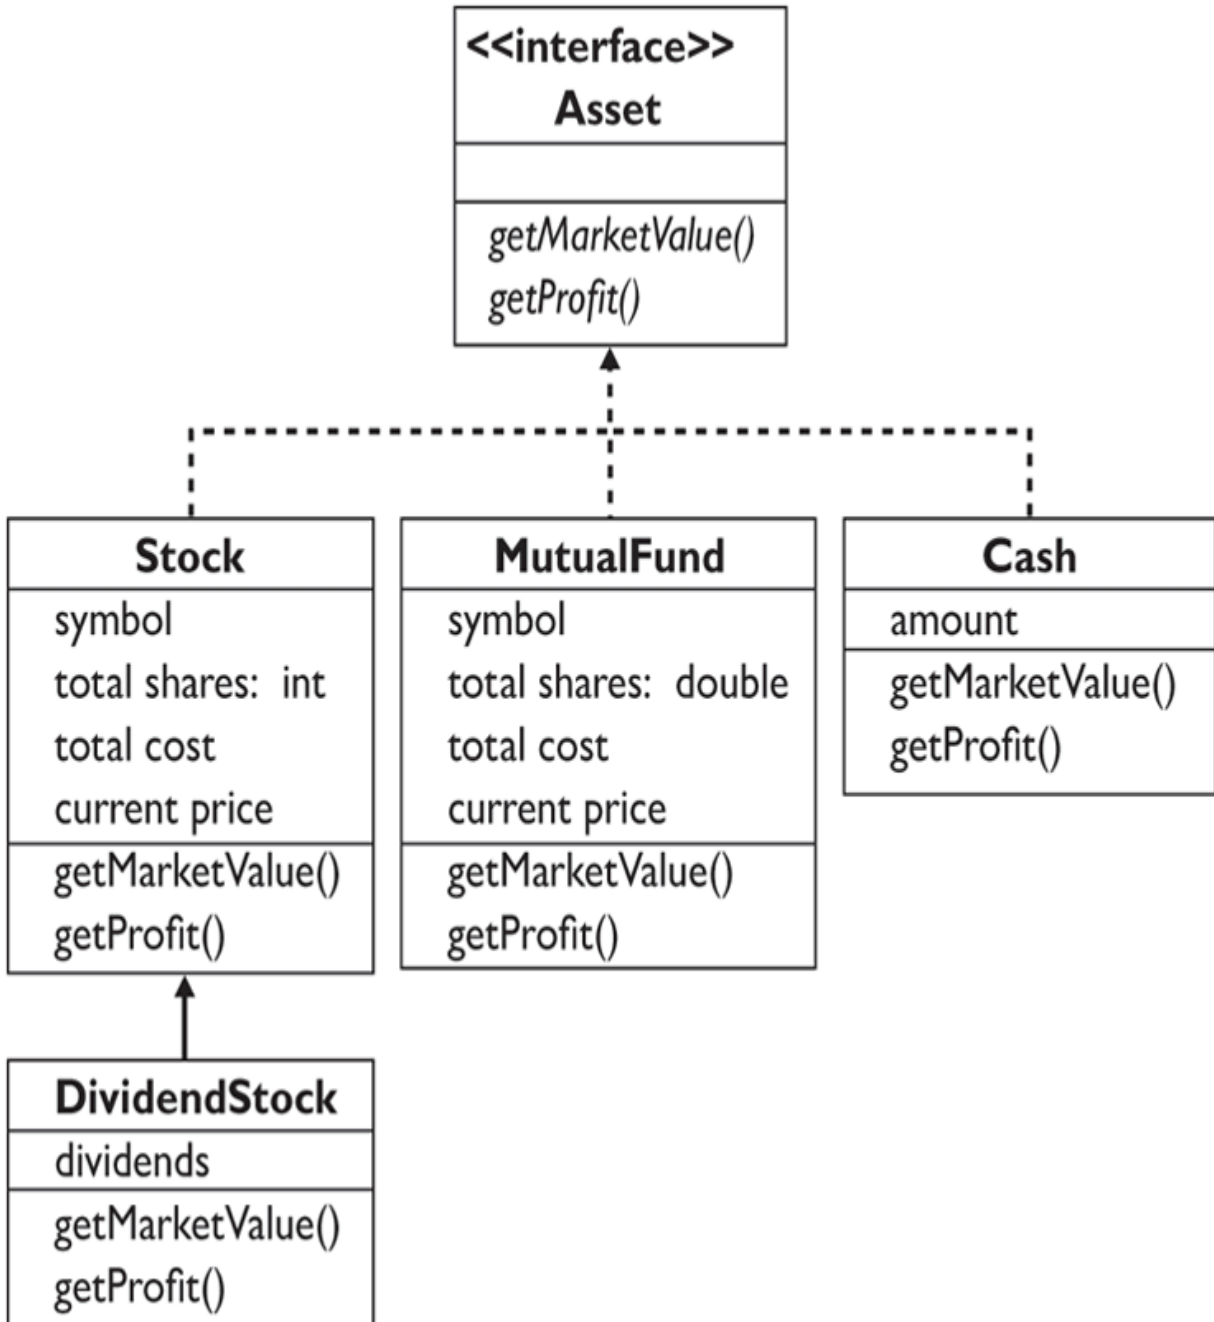 <<interface>>
Asset
getMarketValue()
getProfit()
Stock
symbol
total shares: int
total cost
current price
getMarketValue()
getProfit()
MutualFund
symbol
total shares: double
total cost
current price
getMarketValue()
getProfit()
Cash
amount
getMarketValue()
getProfit()
DividendStock
dividends
getMarketValue()
getProfit()